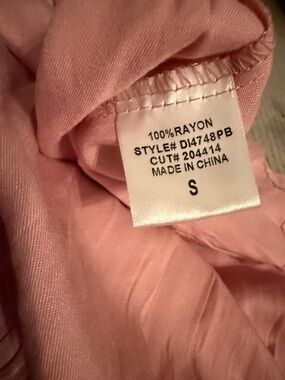 100%RAYON
STYLE# DI4748PB
CUT# 204414
MADE IN CHINA
S